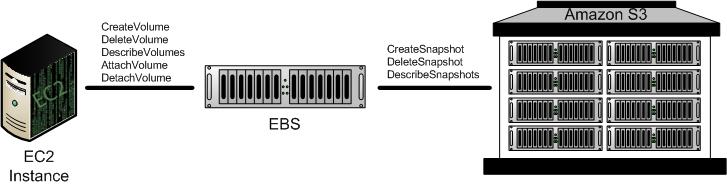 CreateVolume
DeleteVolume
DescribeVolumes
AttachVolume
DetachVolume
EC2
EC2
Instance
EBS
CreateSnapshot
DeleteSnapshot
DescribeSnapshots
Amazon S3